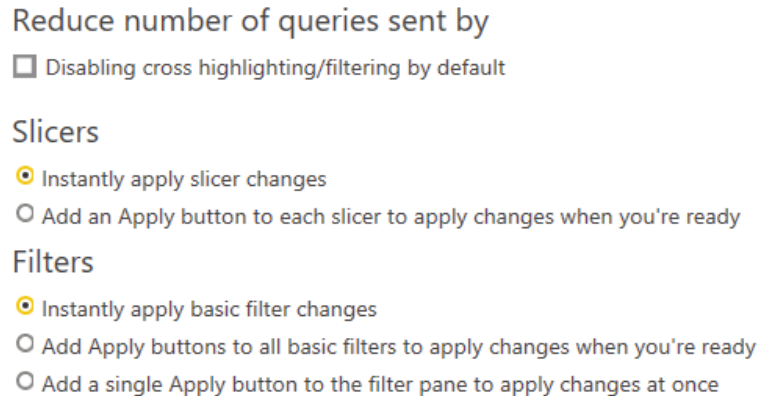 Reduce number of queries sent by
Disabling cross highlighting/filtering by default
Slicers
Instantly apply slicer changes
Add an Apply button to each slicer to apply changes when you're ready
Filters
Instantly apply basic filter changes
Add Apply buttons to all basic filters to apply changes when you're ready
Add a single Apply button to the filter pane to apply changes at once